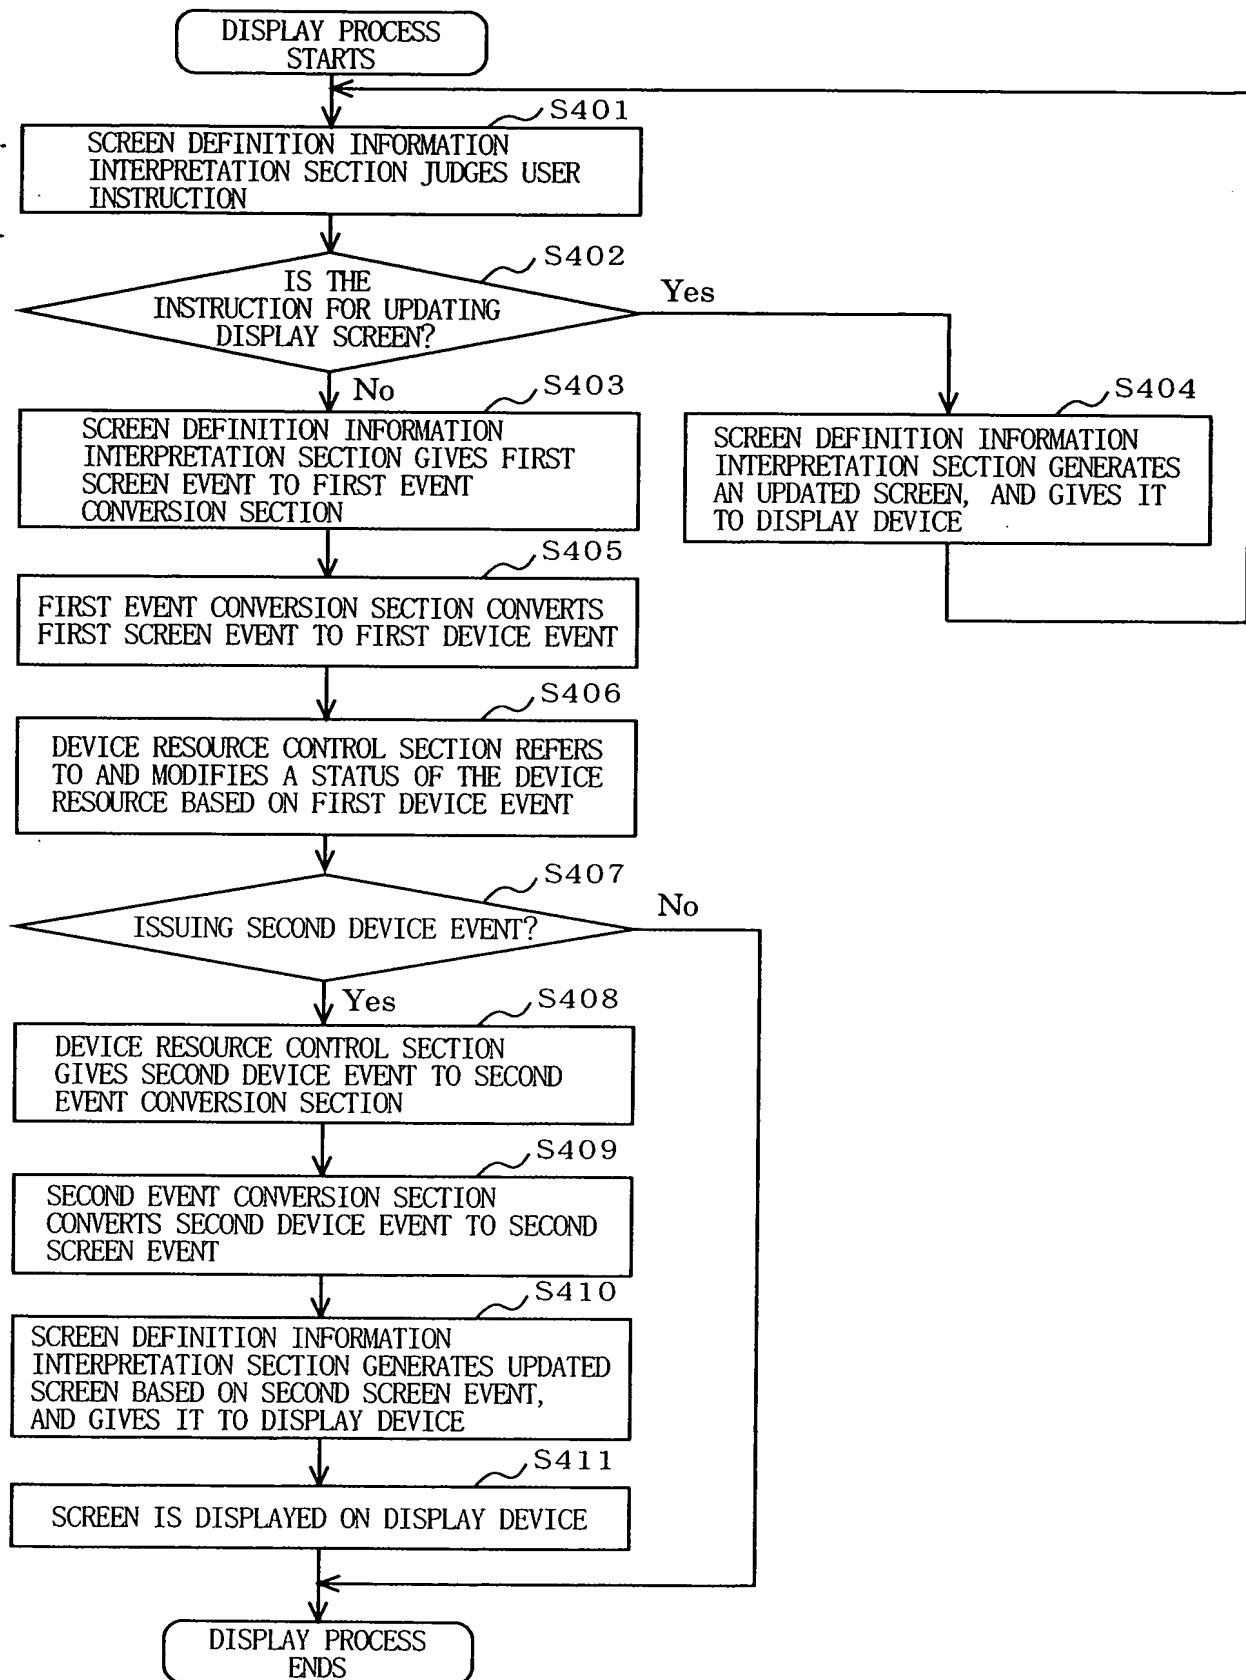 DISPLAY PROCESS
STARTS
S401
SCREEN DEFINITION INFORMATION
INTERPRETATION SECTION JUDGES USER
INSTRUCTION
S402
IS THE
INSTRUCTION FOR UPDATING
DISPLAY SCREEN?
Yes
No
S403
SCREEN DEFINITION INFORMATION
INTERPRETATION SECTION GIVES FIRST
SCREEN EVENT TO FIRST EVENT
CONVERSION SECTION
S404
SCREEN DEFINITION INFORMATION
INTERPRETATION SECTION GENERATES
AN UPDATED SCREEN, AND GIVES IT
TO DISPLAY DEVICE
S405
FIRST EVENT CONVERSION SECTION CONVERTS
FIRST SCREEN EVENT TO FIRST DEVICE EVENT
S406
DEVICE RESOURCE CONTROL SECTION REFERS
TO AND MODIFIES A STATUS OF THE DEVICE
RESOURCE BASED ON FIRST DEVICE EVENT
S407
ISSUING SECOND DEVICE EVENT?
No
Yes
S408
DEVICE RESOURCE CONTROL SECTION
GIVES SECOND DEVICE EVENT TO SECOND
EVENT CONVERSION SECTION
S409
SECOND EVENT CONVERSION SECTION
CONVERTS SECOND DEVICE EVENT TO SECOND
SCREEN EVENT
S410
SCREEN DEFINITION INFORMATION
INTERPRETATION SECTION GENERATES UPDATED
SCREEN BASED ON SECOND SCREEN EVENT,
AND GIVES IT TO DISPLAY DEVICE
S411
SCREEN IS DISPLAYED ON DISPLAY DEVICE
DISPLAY PROCESS
ENDS